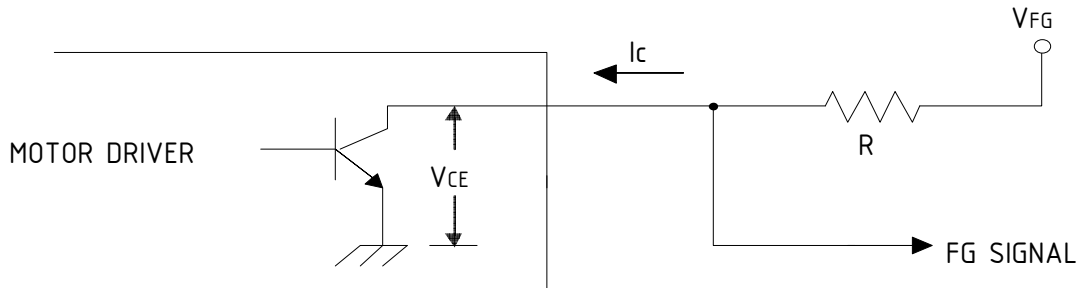 VFG
Ic
MOTOR DRIVER
R
VCE
FG SIGNAL